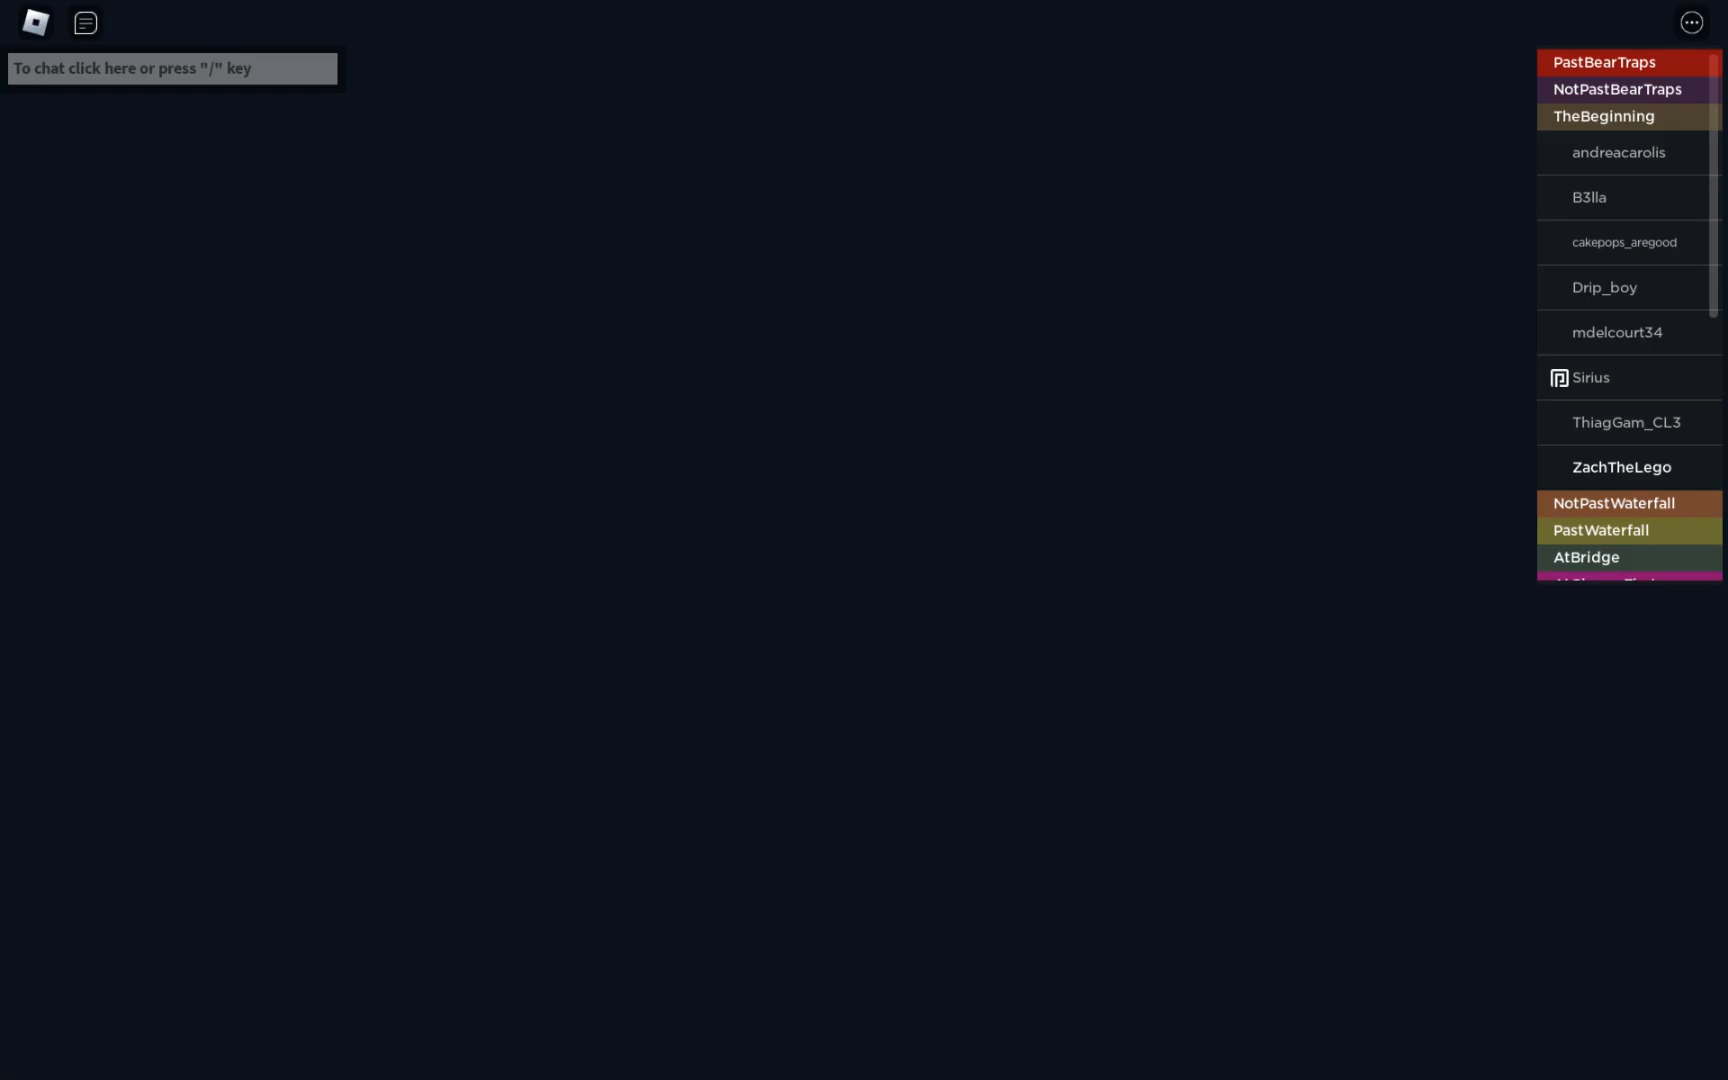 To chat click here or press "/" key
PastBearTraps
NotPastBearTraps
TheBeginning
andreacarolis
B3lla
cakepops_aregood
Drip_boy
mdelcourt34
Sirius
ThiagGam_CL3
ZachTheLego
NotPastWaterfall
PastWaterfall
AtBridge